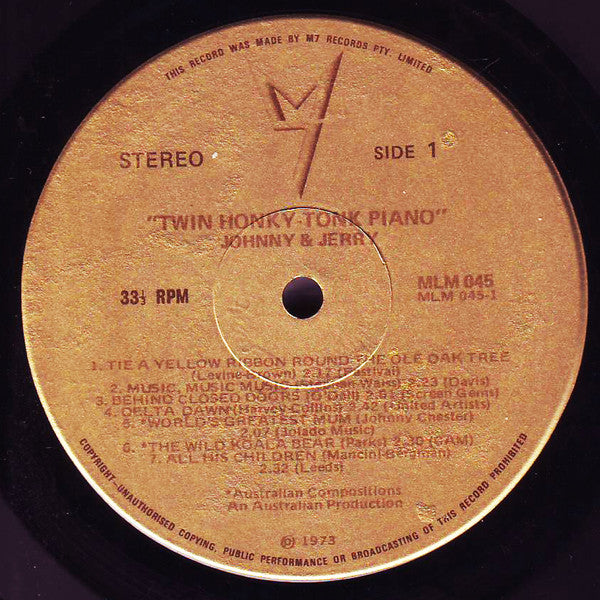 THIS RECORD WAS MADE BY M7 RECORDS PTY. LIMITED
M7
STEREO
SIDE 1
"TWIN HONKY-TONK PIANO"
JOHNNY & JERRY
33⅓ RPM
MLM 045
MLM 045-1
1. TIE A YELLOW RIBBON ROUND THE OLE OAK TREE
(Levine-Brown) 2.17 (Festival)
2. MUSIC, MUSIC MUSIC Weiss) 2.23 (Davis)
3. BEHIND CLOSED DOORS (O'Dell) (Screen Gems)
4. DELTA DAWN (Harvey-Collins) 2.42 (United Artists)
5. *WORLD'S GREATEST MUM (Johnny Chester)
2.07 (Dolado Music)
6. *THE WILD KOALA BEAR (Parks) 2.30 (CAM)
7. ALL HIS CHILDREN (Mancini-Bergman)
2.32 (Leeds)
*Australian Compositions
An Australian Production
COPYRIGHT-UNAUTHORISED COPYING, PUBLIC PERFORMANCE OR BROADCASTING OF THIS RECORD PROHIBITED
℗ 1973